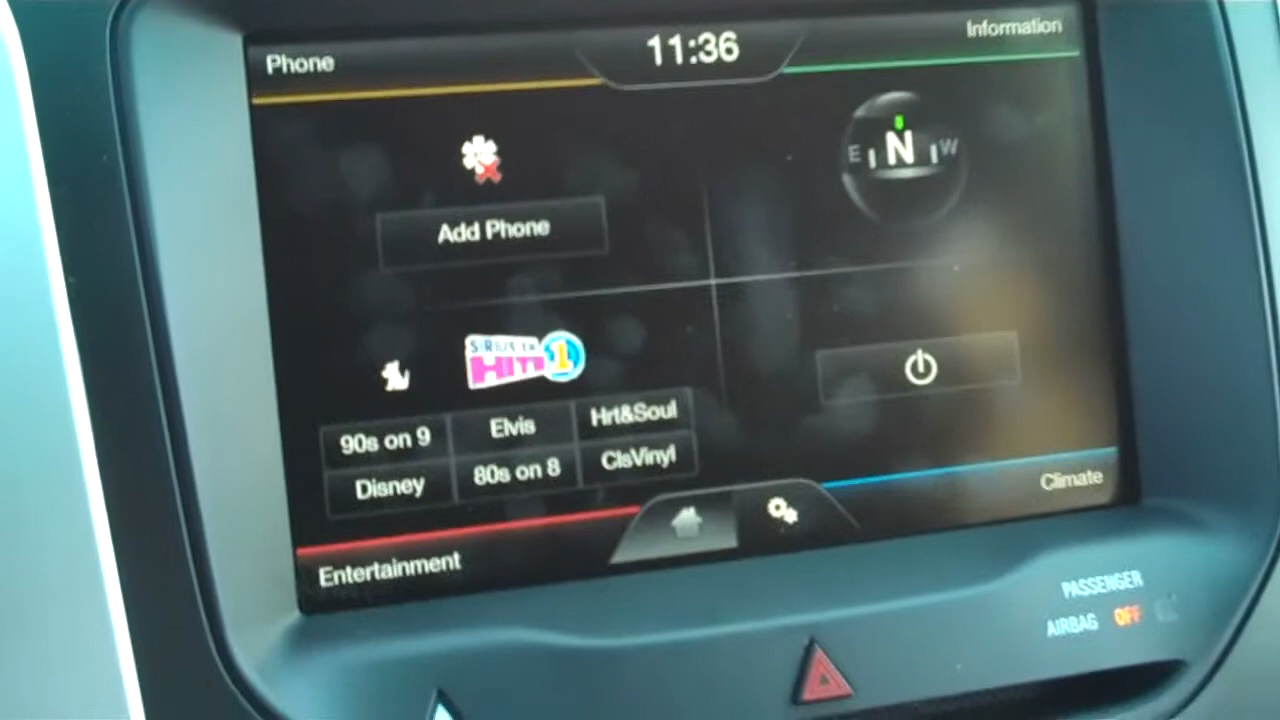 Phone
11:36
Information
E N W
Add Phone
SIRIUS XM
HITS 1
90s on 9
Elvis
Hrt&Soul
Disney
80s on 8
ClsVinyl
Climate
Entertainment
PASSENGER
AIRBAG OFF